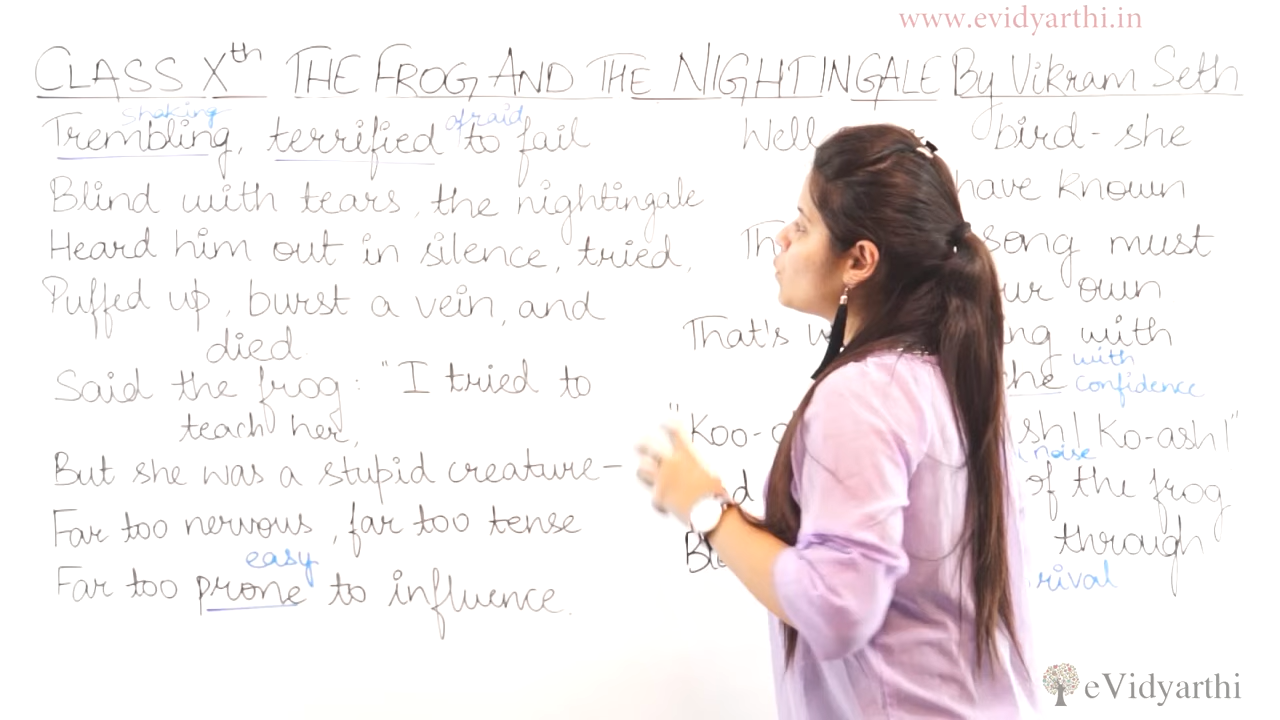 www.evidyarthi.in
CLASS Xth THE FROG AND THE NIGHTINGALE By Vikram Seth
shaking afraid
Trembling, terrified to fail
Blind with tears, the nightingale
Heard him out in silence, tried,
Puffed up, burst a vein, and
died.
Said the frog: "I tried to
teach her,
But she was a stupid creature—
Far too nervous, far too tense
easy
Far too prone to influence.
Well bird - she
have known
song must
own
That's with
with
confidence
"Koo- Ko-ash!"
noise
of the frog
through
rival
eVidyarthi